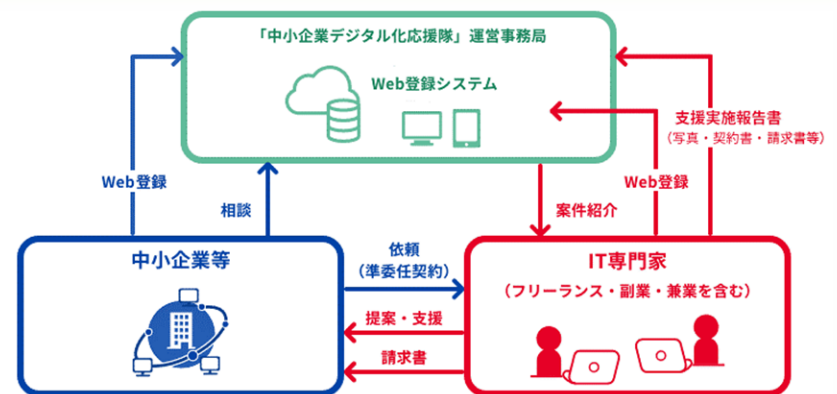 「中小企業デジタル化応援隊」運営事務局
Web登録システム
支援実施報告書
（写真・契約書・請求書等）
Web登録
Web登録
相談
案件紹介
中小企業等
依頼
（準委任契約）
IT専門家
（フリーランス・副業・兼業を含む）
提案・支援
請求書